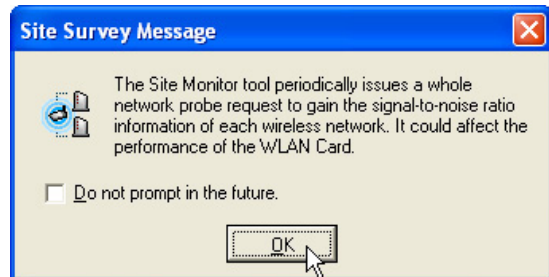 Site Survey Message
The Site Monitor tool periodically issues a whole
network probe request to gain the signal-to-noise ratio
information of each wireless network. It could affect the
performance of the WLAN Card.
Do not prompt in the future.
OK